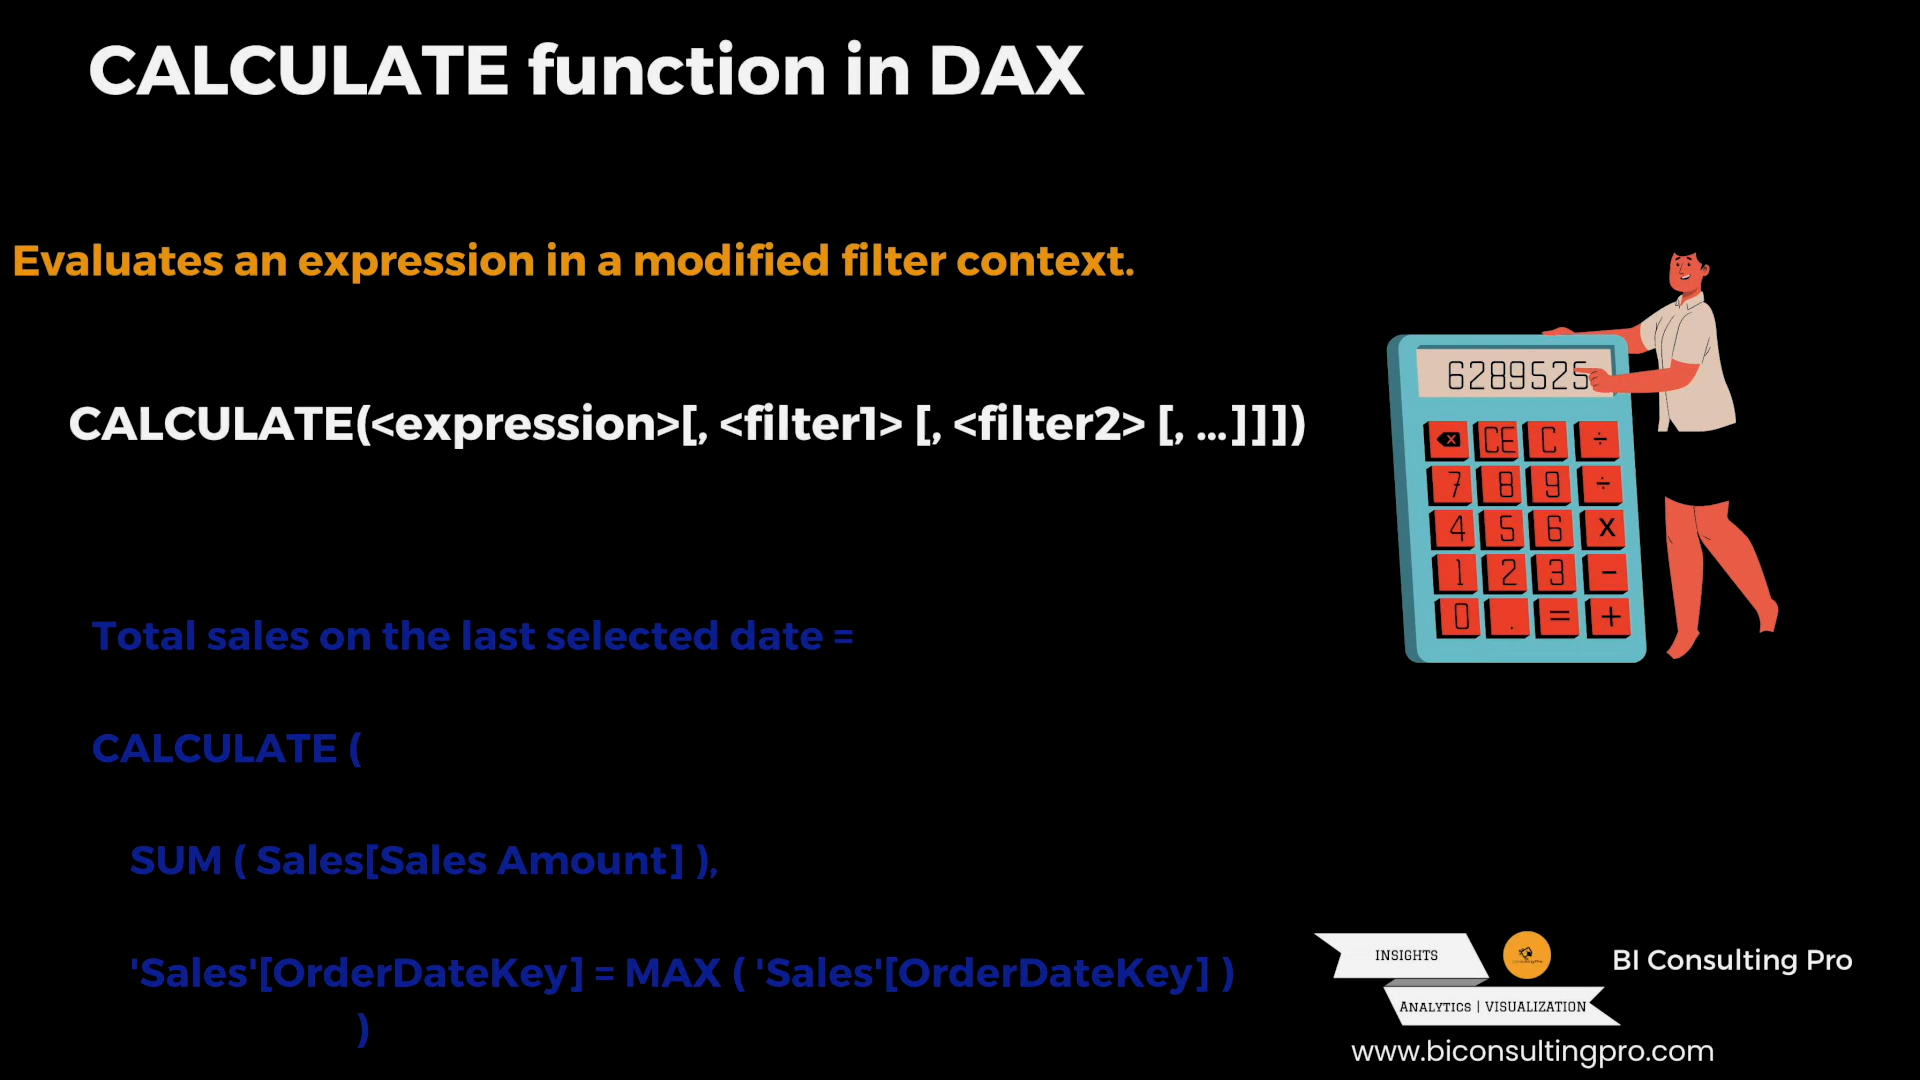 CALCULATE function in DAX
Evaluates an expression in a modified filter context.
CALCULATE(<expression>[, <filter1> [, <filter2> [, …]]])
Total sales on the last selected date =
CALCULATE (
SUM ( Sales[Sales Amount] ),
'Sales'[OrderDateKey] = MAX ( 'Sales'[OrderDateKey] )
)
6289525
CE C ÷
7 8 9 ÷
4 5 6 X
1 2 3 −
0 . = +
INSIGHTS
ANALYTICS | VISUALIZATION
BI Consulting Pro
www.biconsultingpro.com